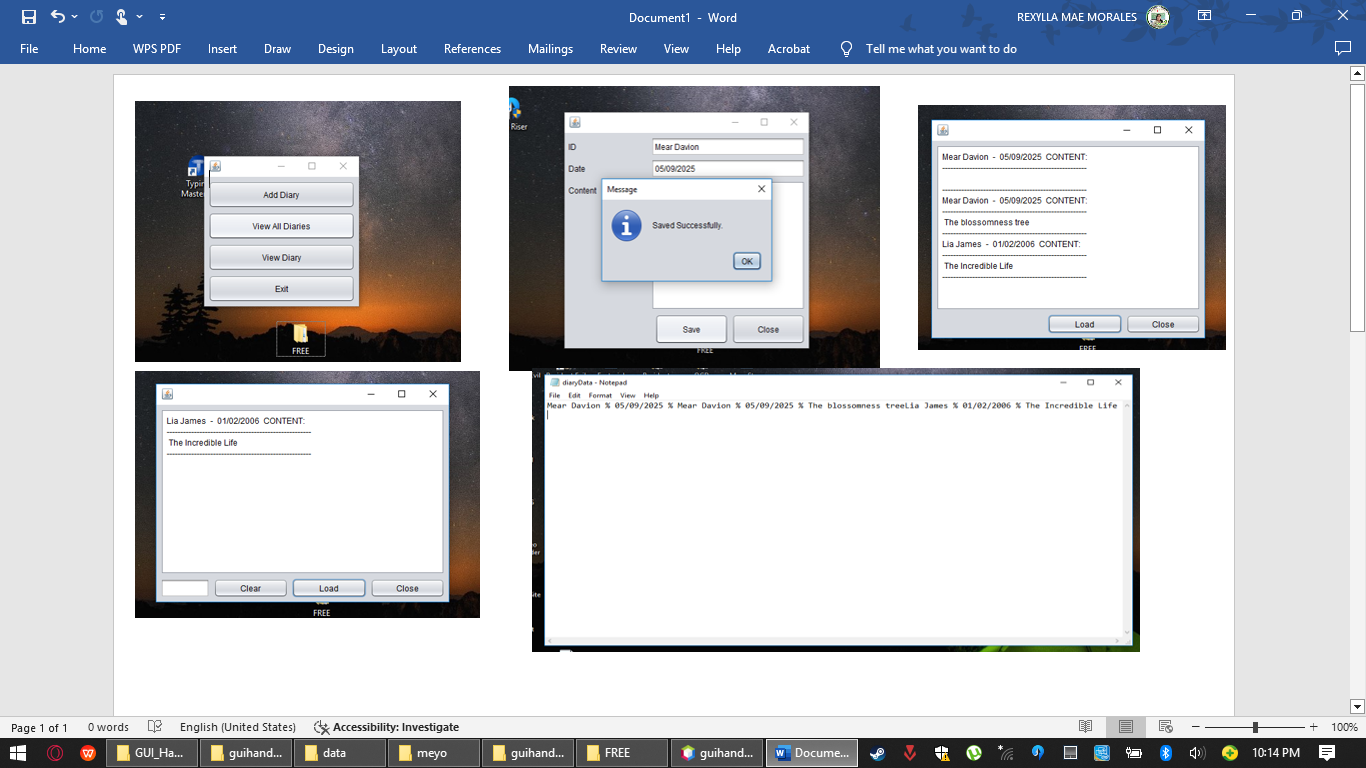 Document1 - Word
REXYLLA MAE MORALES
File Home WPS PDF Insert Draw Design Layout References Mailings Review View Help Acrobat Tell me what you want to do
Typin
Master
Add Diary
View All Diaries
View Diary
Exit
FREE
Riser
ID Mear Davion
Date 05/09/2025
Content
Message
Saved Successfully.
OK
Save Close
FREE
Mear Davion - 05/09/2025 CONTENT:
------------------------------------------------------
------------------------------------------------------
Mear Davion - 05/09/2025 CONTENT:
------------------------------------------------------
The blossomness tree
------------------------------------------------------
Lia James - 01/02/2006 CONTENT:
------------------------------------------------------
The Incredible Life
------------------------------------------------------
Load Close
FREE
Lia James - 01/02/2006 CONTENT:
------------------------------------------------------
The Incredible Life
------------------------------------------------------
Clear Load Close
FREE
diaryData - Notepad
File Edit Format View Help
Mear Davion % 05/09/2025 % Mear Davion % 05/09/2025 % The blossomness treeLia James % 01/02/2006 % The Incredible Life
Page 1 of 1 0 words English (United States) Accessibility: Investigate 100%
GUI_Ha... guihand... data meyo guihand... FREE guihand... Docume... 10:14 PM